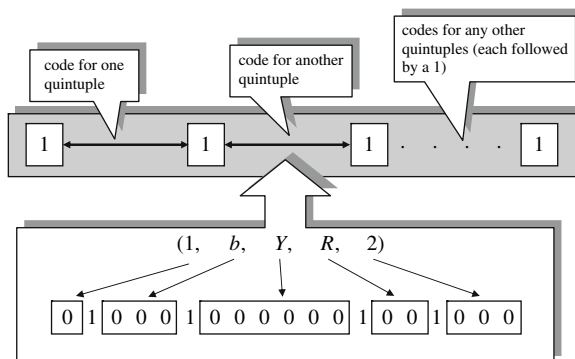 code for one
quintuple
code for another
quintuple
codes for any other
quintuples (each followed
by a 1)
1 1 1 . . . . 1
(1, b, Y, R, 2)
0 1 0 0 0 1 0 0 0 0 0 0 1 0 0 1 0 0 0